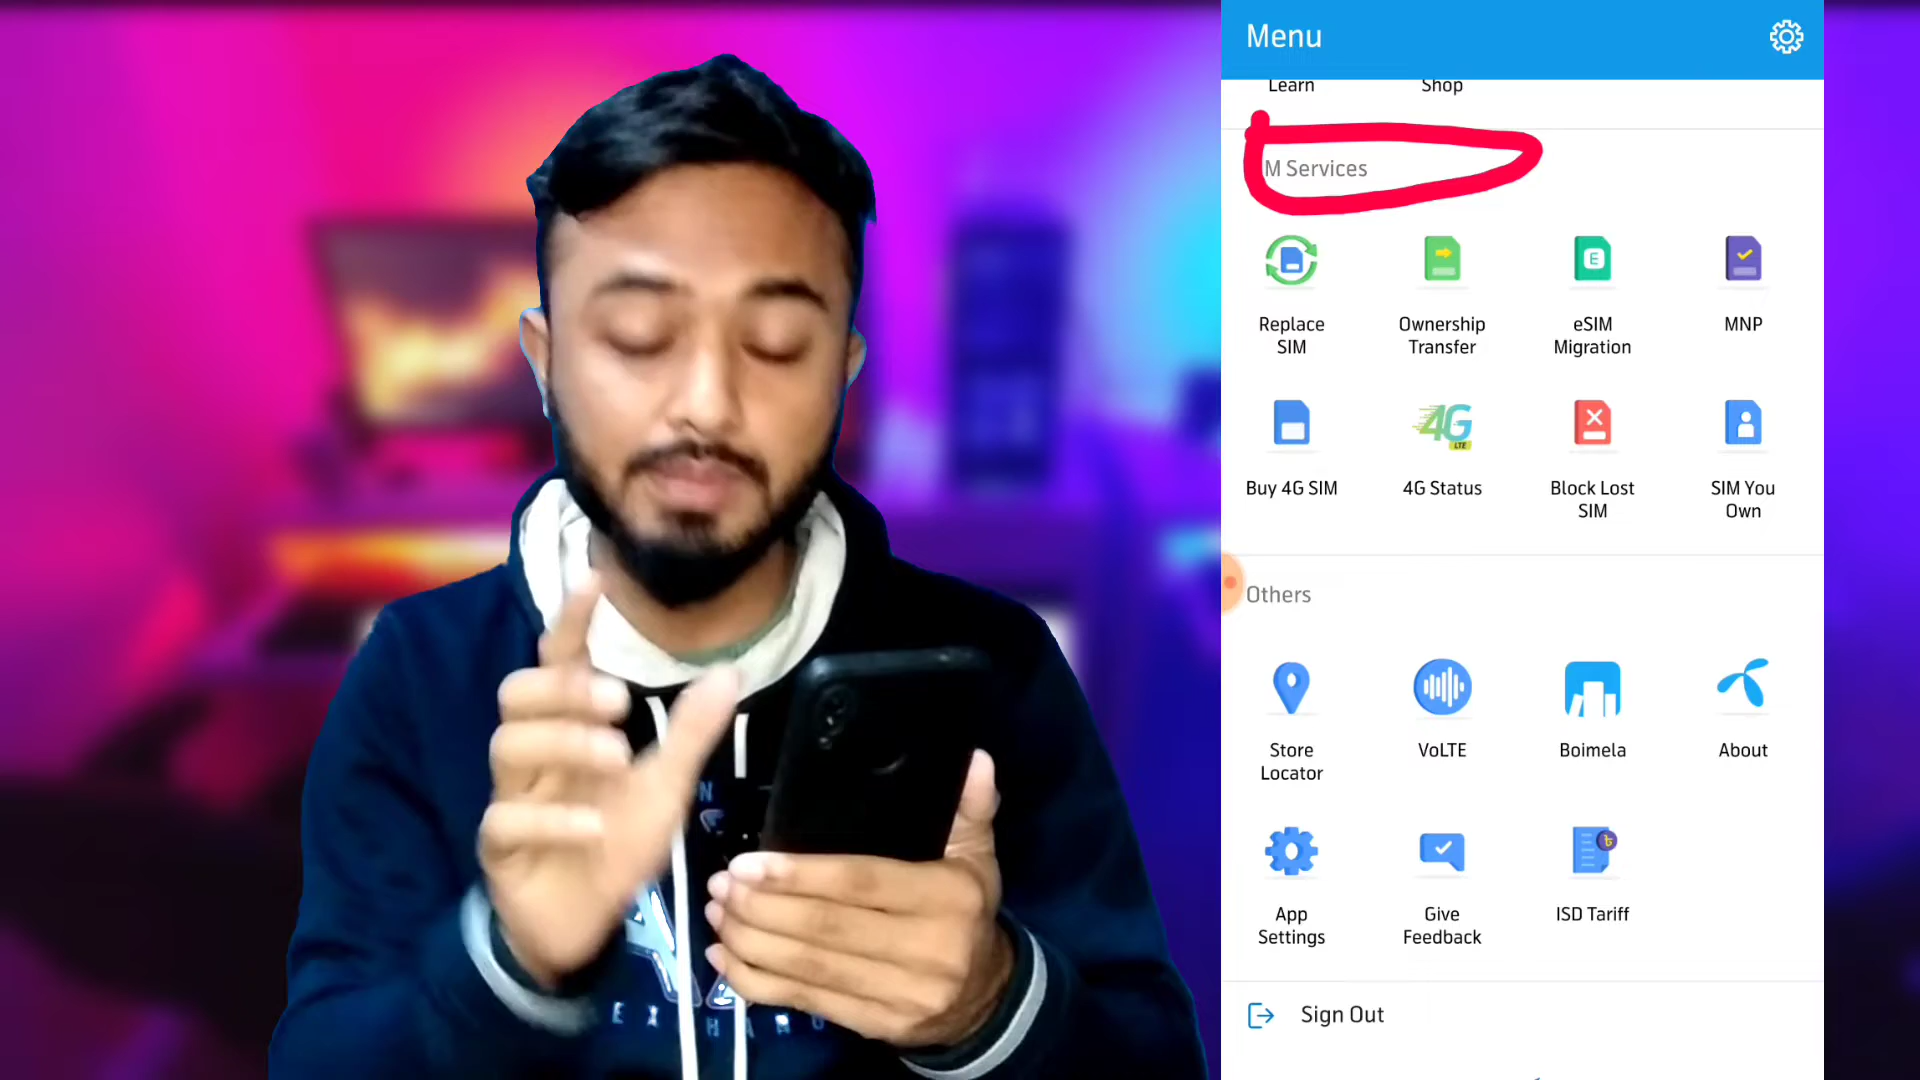 Menu
Learn Shop
M Services
Replace SIM
Ownership Transfer
eSIM Migration
MNP
Buy 4G SIM
4G LTE
4G Status
Block Lost SIM
SIM You Own
Others
Store Locator
VoLTE
Boimela
About
App Settings
Give Feedback
ISD Tariff
Sign Out